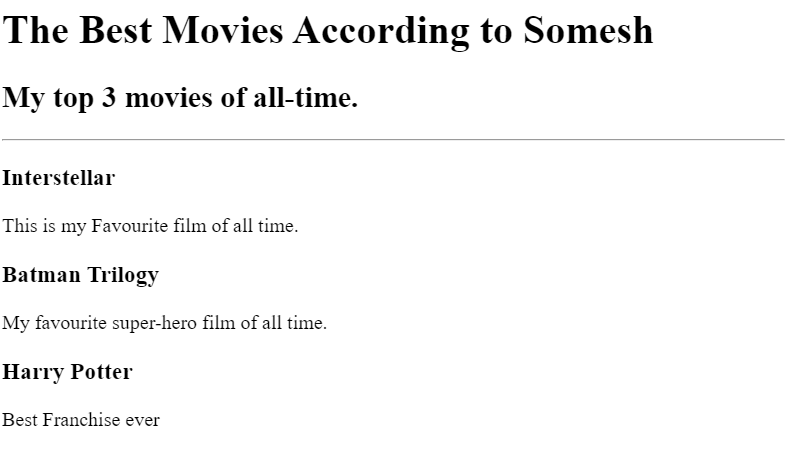 The Best Movies According to Somesh
My top 3 movies of all-time.
Interstellar
This is my Favourite film of all time.
Batman Trilogy
My favourite super-hero film of all time.
Harry Potter
Best Franchise ever